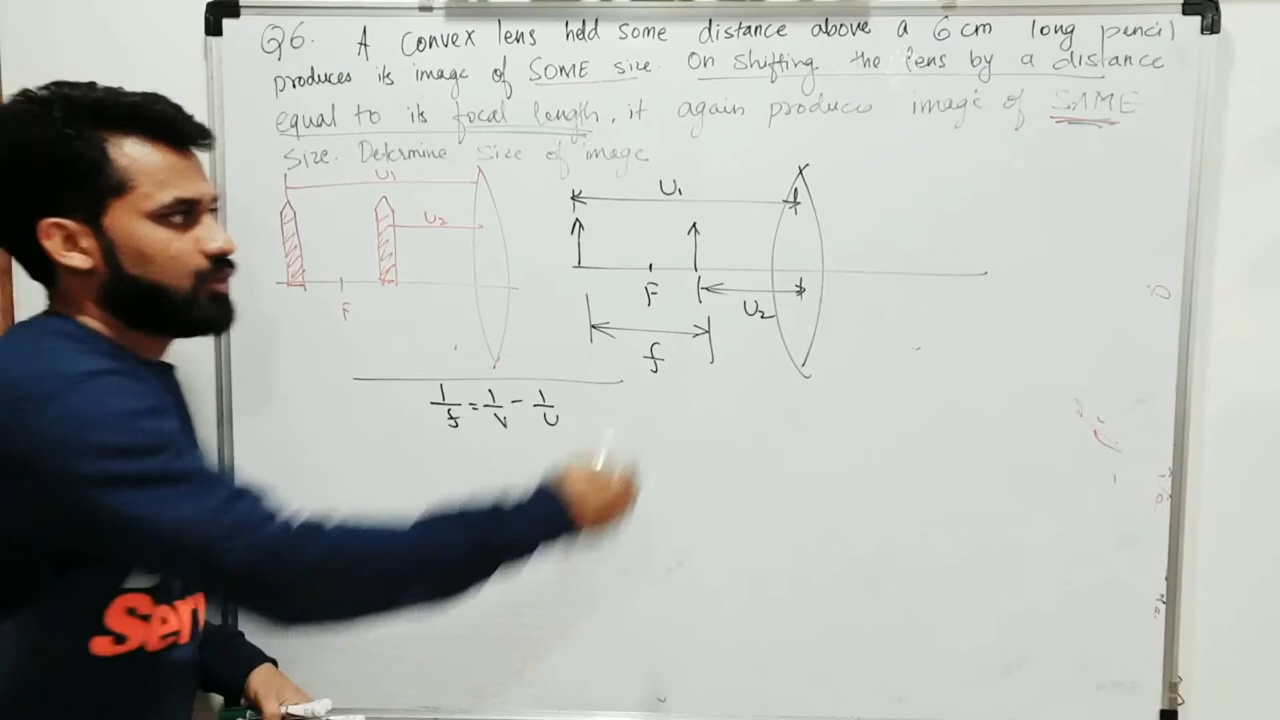 Q6. A convex lens held some distance above a 6cm long pencil
produces its image of SOME size. On shifting the lens by a distance
equal to its focal length, it again produces image of SAME
size. Determine size of image
U1
U2
F
U1
F
U2
f
1/f = 1/v - 1/U
Serv